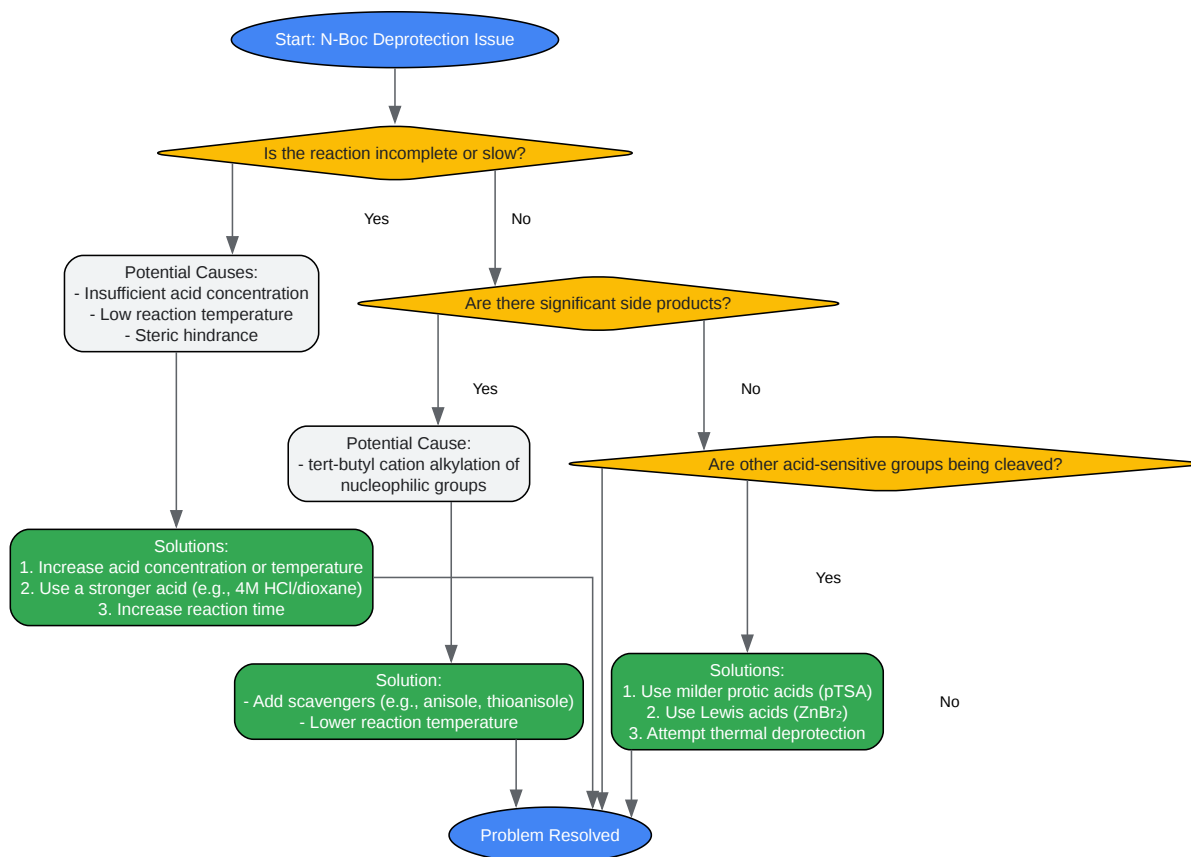 Start: N-Boc Deprotection Issue
Is the reaction incomplete or slow?
Yes
No
Potential Causes:
- Insufficient acid concentration
- Low reaction temperature
- Steric hindrance
Are there significant side products?
Yes
No
Potential Cause:
- tert-butyl cation alkylation of
nucleophilic groups
Are other acid-sensitive groups being cleaved?
Solutions:
1. Increase acid concentration or temperature
2. Use a stronger acid (e.g., 4M HCl/dioxane)
3. Increase reaction time
Yes
Solution:
- Add scavengers (e.g., anisole, thioanisole)
- Lower reaction temperature
Solutions:
1. Use milder protic acids (pTSA)
2. Use Lewis acids (ZnBr₂)
3. Attempt thermal deprotection
No
Problem Resolved